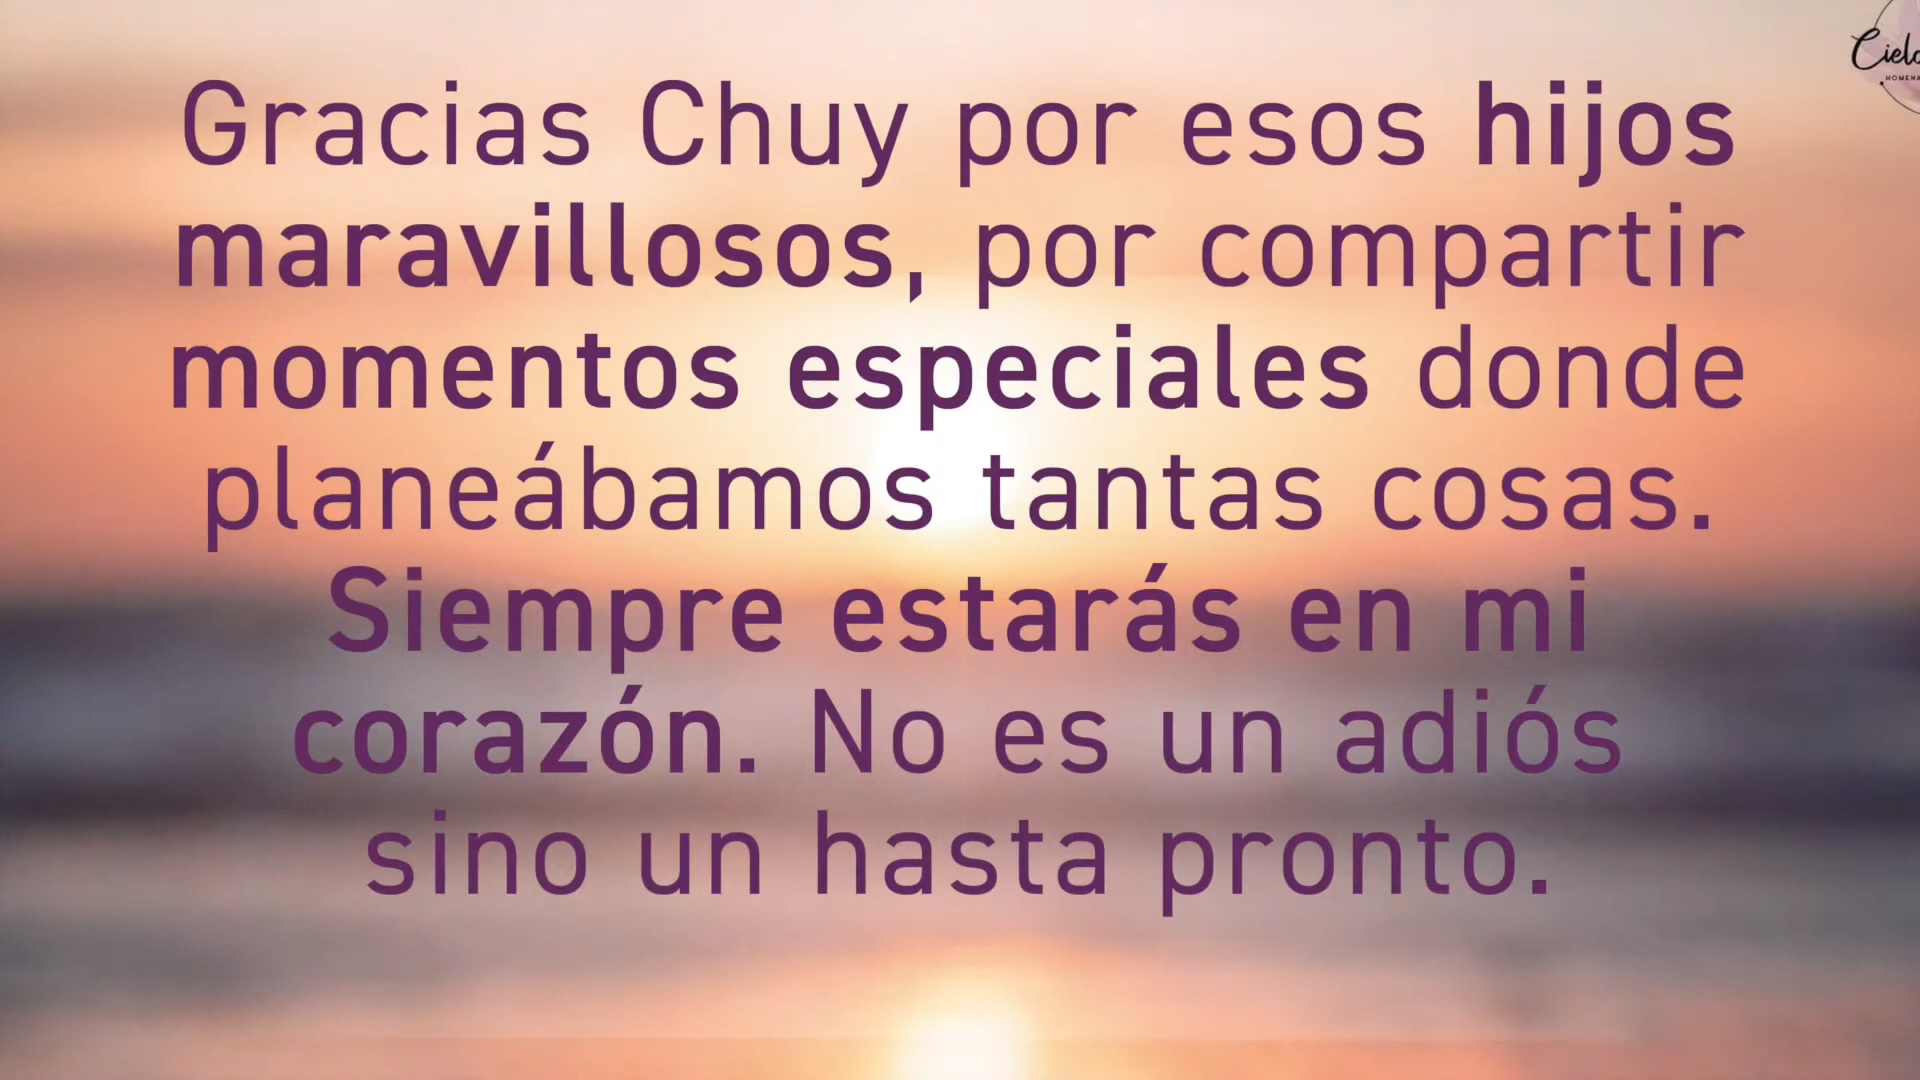 Gracias Chuy por esos hijos
maravillosos, por compartir
momentos especiales donde
planeábamos tantas cosas.
Siempre estarás en mi
corazón. No es un adiós
sino un hasta pronto.